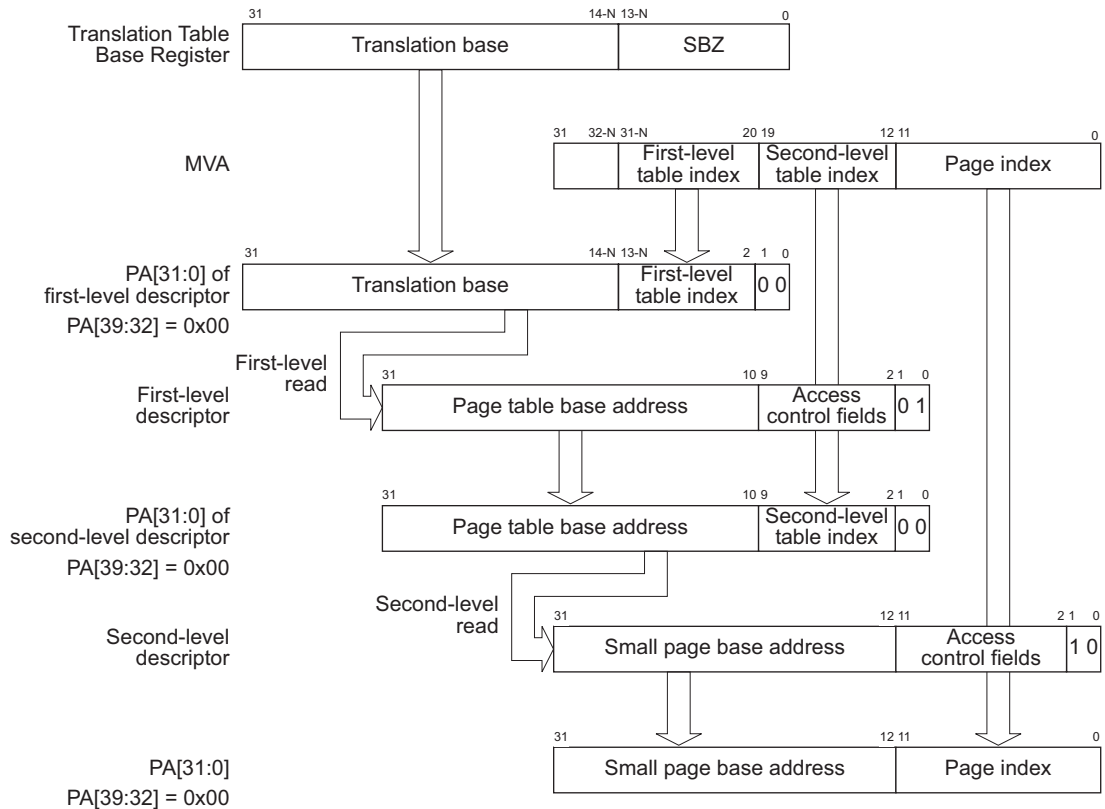 31 14-N 13-N 0
Translation Table
Base Register
Translation base SBZ
31 32-N 31-N 20 19 12 11 0
MVA
First-level
table index
Second-level
table index
Page index
31 14-N 13-N 2 1 0
PA[31:0] of
first-level descriptor
PA[39:32] = 0x00
Translation base
First-level
table index
0 0
First-level
read
31 10 9 2 1 0
First-level
descriptor
Page table base address
Access
control fields
0 1
31 10 9 2 1 0
PA[31:0] of
second-level descriptor
PA[39:32] = 0x00
Page table base address
Second-level
table index
0 0
Second-level
read
31 12 11 2 1 0
Second-level
descriptor
Small page base address
Access
control fields
1 0
31 12 11 0
PA[31:0]
PA[39:32] = 0x00
Small page base address Page index